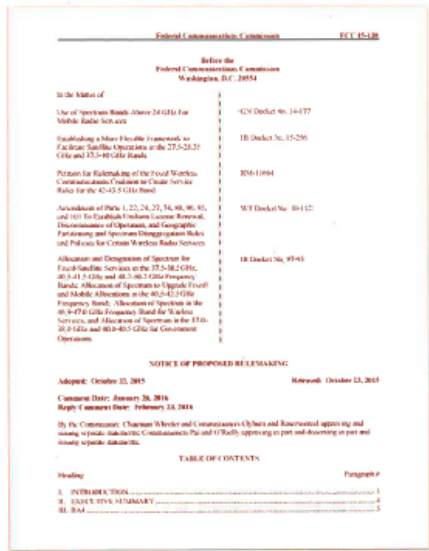 Federal Communications Commission FCC 15-138
Before the
Federal Communications Commission
Washington, D.C. 20554
In the Matter of
Use of Spectrum Bands Above 24 GHz For
Mobile Radio Services
GN Docket No. 14-177
Establishing a More Flexible Framework to
Facilitate Satellite Operations in the 27.5-28.35
GHz and 37.5-40 GHz Bands
IB Docket No. 15-256
Petition for Rulemaking of the Fixed Wireless
Communications Coalition to Create Service
Rules for the 42-43.5 GHz Band
RM-11664
Amendment of Parts 1, 22, 24, 27, 74, 80, 90, 95,
and 101 To Establish Uniform License Renewal,
Discontinuance of Operation, and Geographic
Partitioning and Spectrum Disaggregation Rules
and Policies for Certain Wireless Radio Services
WT Docket No. 10-112
Allocation and Designation of Spectrum for
Fixed-Satellite Services in the 37.5-38.5 GHz,
40.5-41.5 GHz and 48.2-50.2 GHz Frequency
Bands; Allocation of Spectrum to Upgrade Fixed
and Mobile Allocations in the 40.5-42.5 GHz
Frequency Band; Allocation of Spectrum in the
46.9-47.0 GHz Frequency Band for Wireless
Services; and Allocation of Spectrum in the 37.0-
38.0 GHz and 40.0-40.5 GHz for Government
Operations
IB Docket No. 97-95
NOTICE OF PROPOSED RULEMAKING
Adopted: October 22, 2015 Released: October 23, 2015
Comment Date: January 26, 2016
Reply Comment Date: February 23, 2016
By the Commission: Chairman Wheeler and Commissioners Clyburn and Rosenworcel approving and
issuing separate statements; Commissioners Pai and O'Rielly approving in part and dissenting in part and
issuing separate statements.
TABLE OF CONTENTS
Heading Paragraph #
I. INTRODUCTION 1
II. EXECUTIVE SUMMARY 4
III. 5